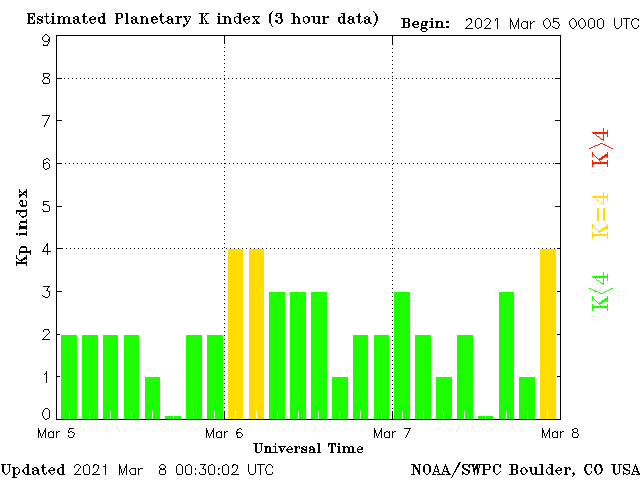 Estimated Planetary K index (3 hour data)
Begin: 2021 Mar 05 0000 UTC
9
8
7
6
5
4
3
2
1
0
Kp index
K>4
K=4
K<4
Mar 5
Mar 6
Mar 7
Mar 8
Universal Time
Updated 2021 Mar 8 00:30:02 UTC
NOAA/SWPC Boulder, CO USA